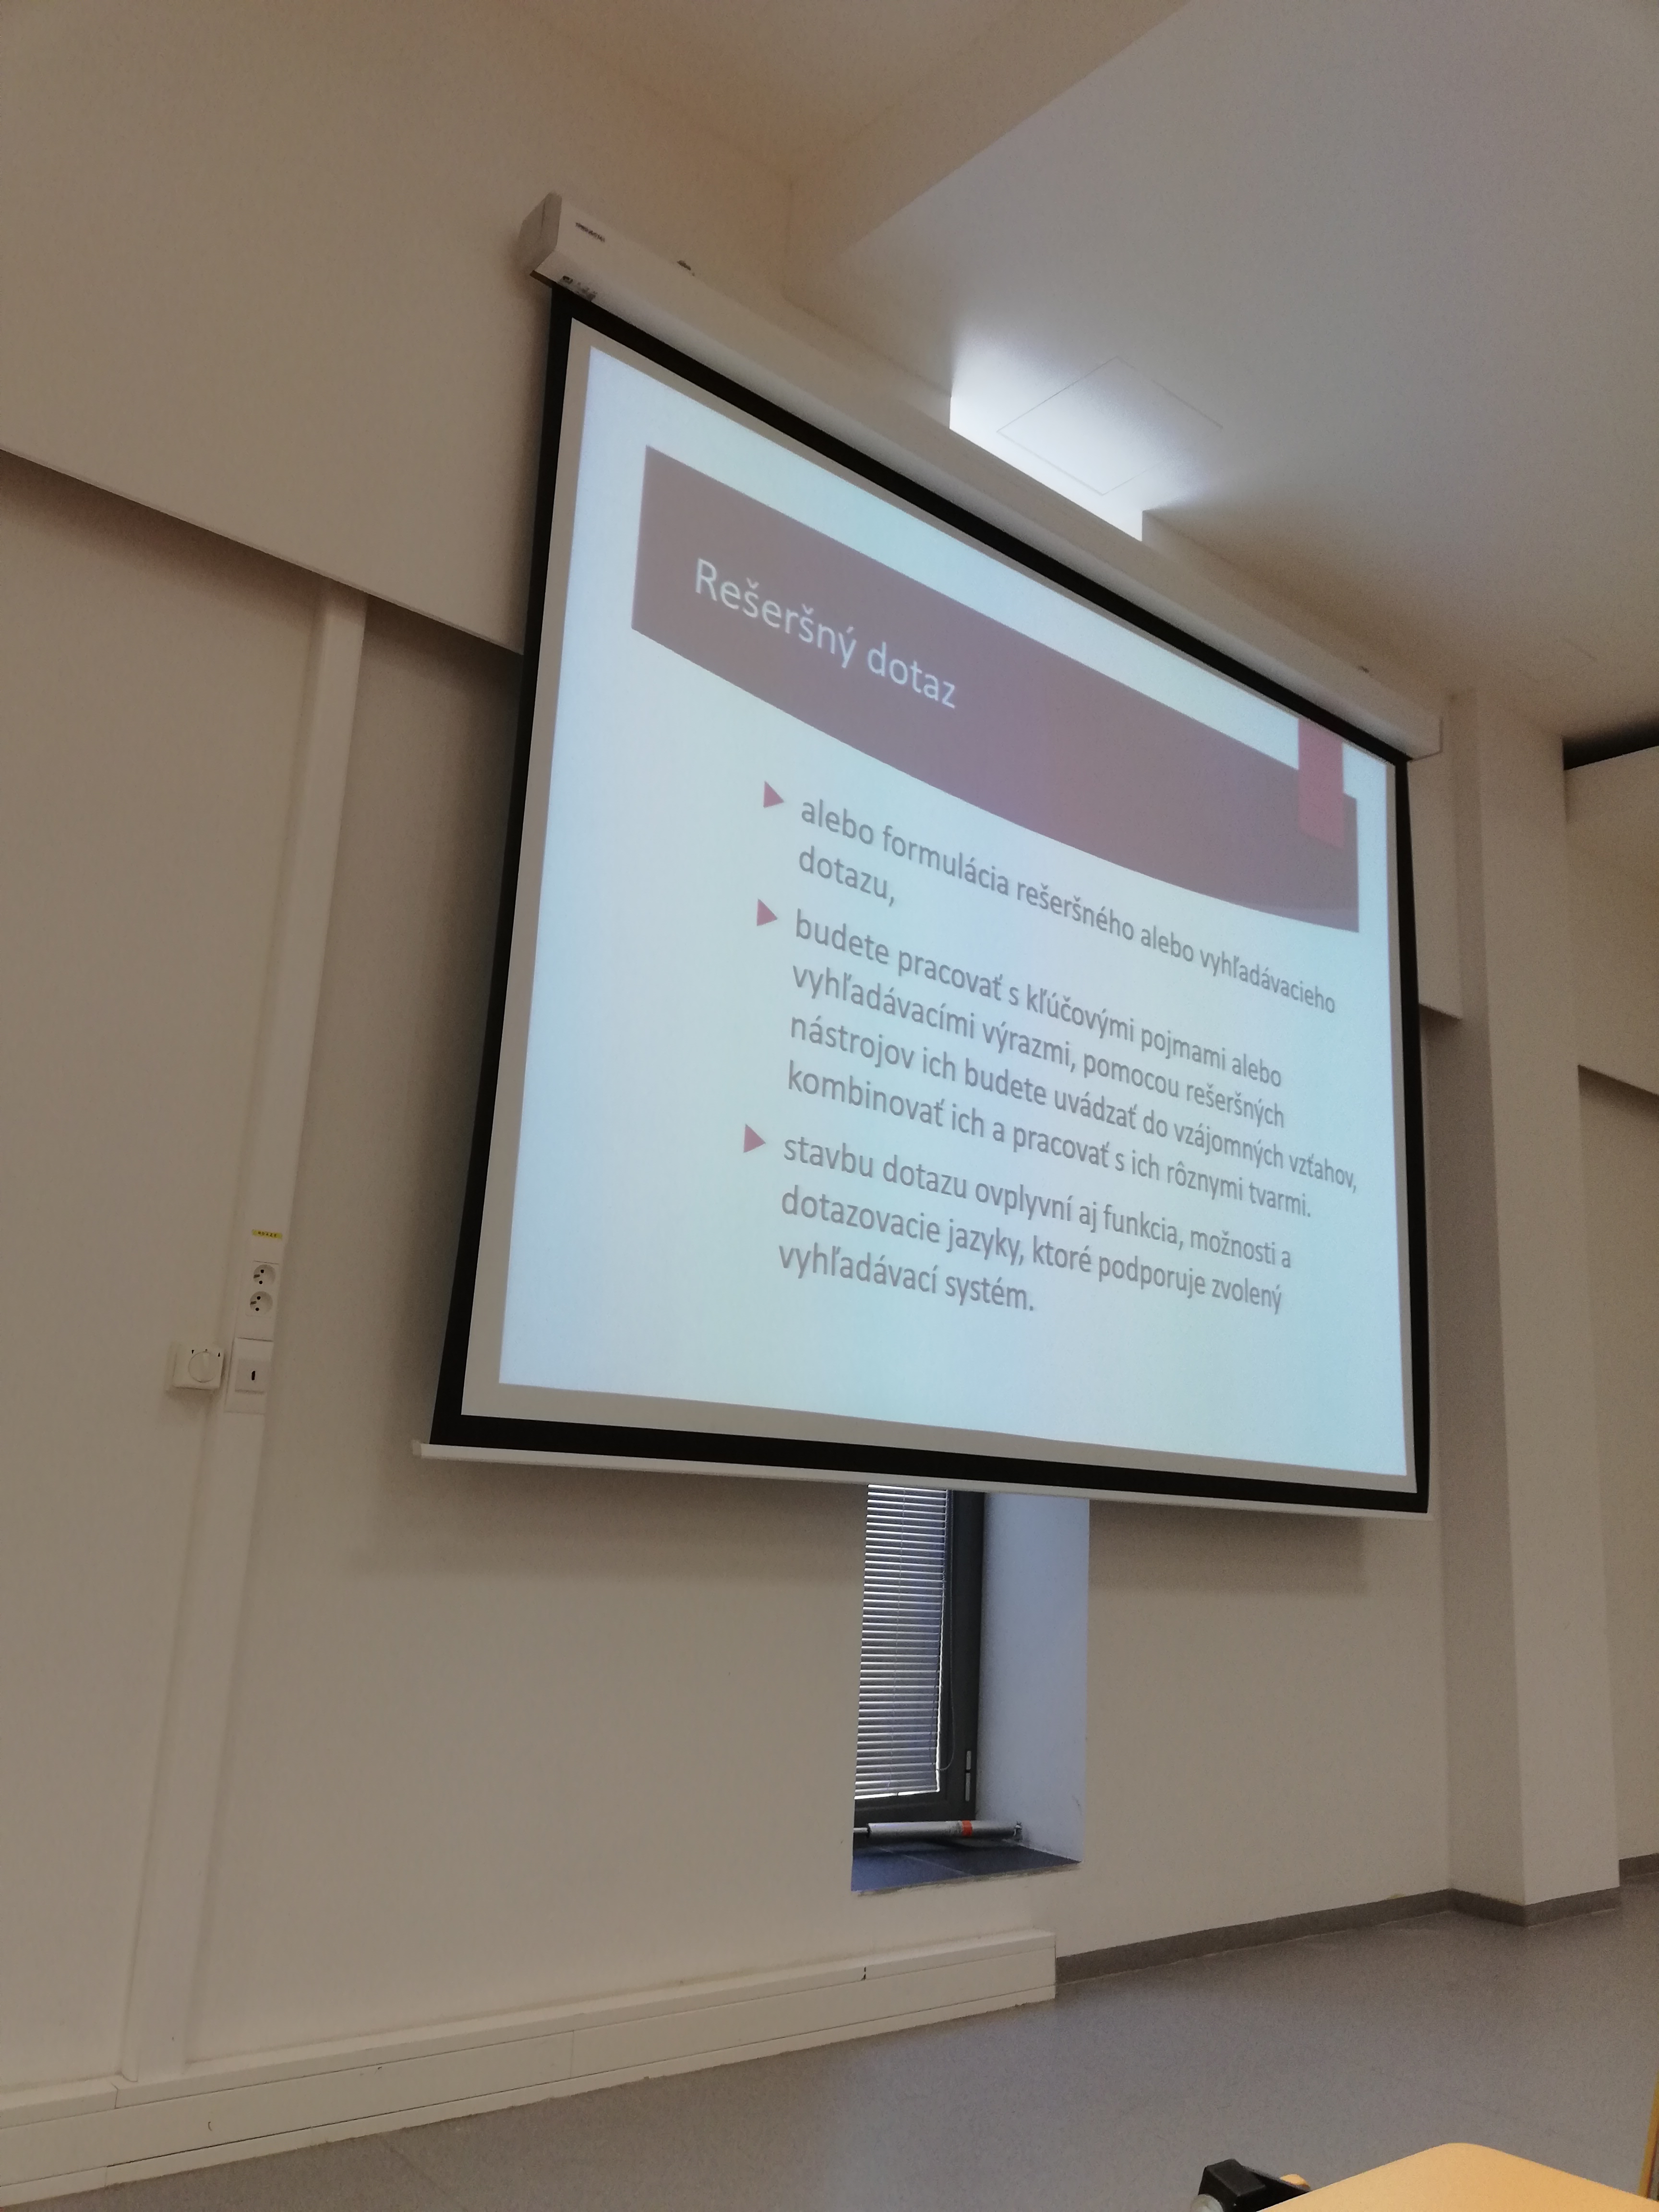 Rešeršný dotaz
alebo formulácia rešeršného alebo vyhľadávacieho
dotazu,
budete pracovať s kľúčovými pojmami alebo
vyhľadávacími výrazmi, pomocou rešeršných
nástrojov ich budete uvádzať do vzájomných vzťahov,
kombinovať ich a pracovať s ich rôznymi tvarmi.
stavbu dotazu ovplyvní aj funkcia, možnosti a
dotazovacie jazyky, ktoré podporuje zvolený
vyhľadávací systém.